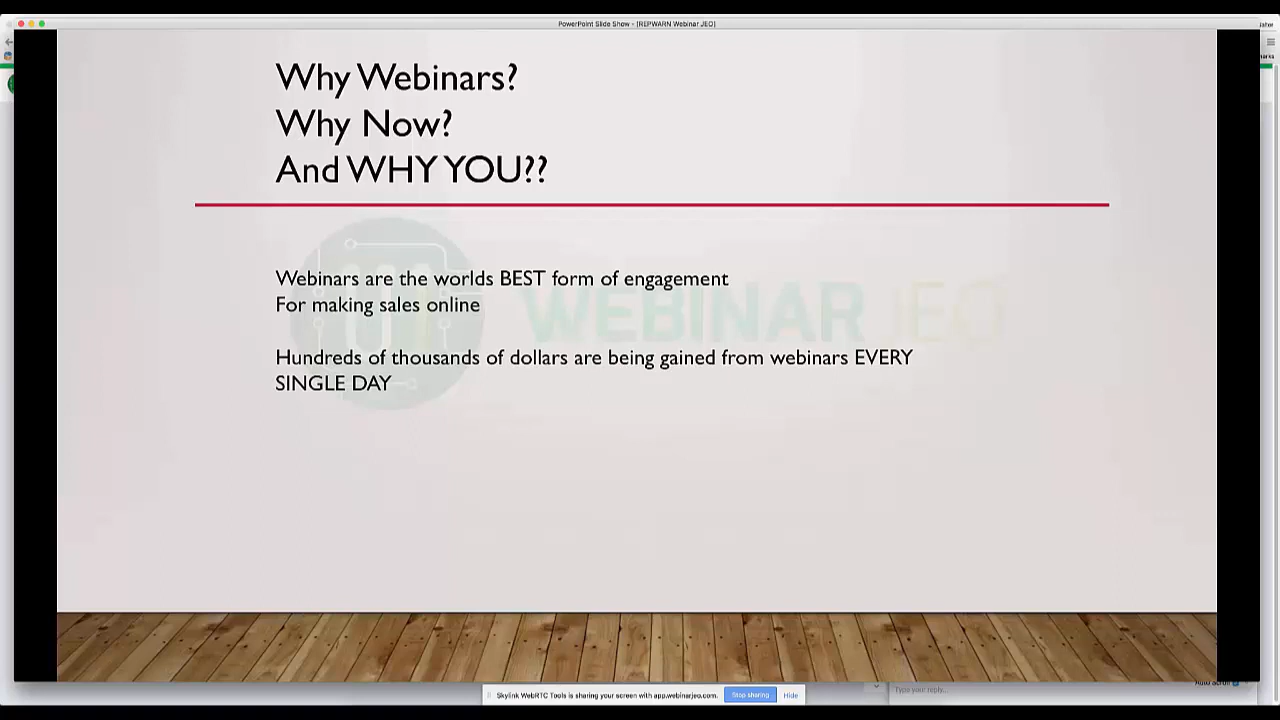 PowerPoint Slide Show - [REPWARN Webinar JEO]
Why Webinars?
Why Now?
And WHY YOU??
WEBINAR JEO
Webinars are the worlds BEST form of engagement
For making sales online
Hundreds of thousands of dollars are being gained from webinars EVERY
SINGLE DAY
Auto Scroll
Type your reply...
Skylink WebRTC Tools is sharing your screen with app.webinarjeo.com.
Stop sharing
Hide